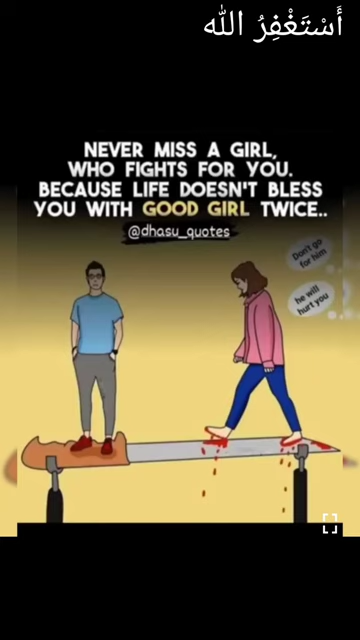 أَسْتَغْفِرُ اللّٰه
NEVER MISS A GIRL,
WHO FIGHTS FOR YOU.
BECAUSE LIFE DOESN'T BLESS
YOU WITH GOOD GIRL TWICE..
@dhasu_quotes
Don't go
for him
he will
hurt you